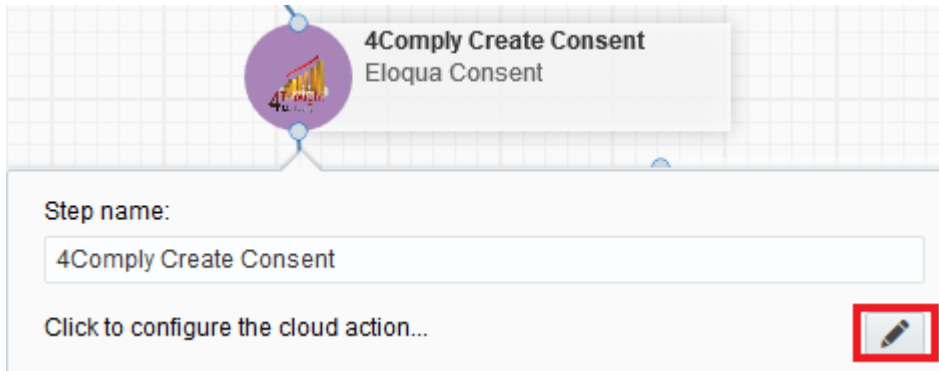 4Comply Create Consent
Eloqua Consent
Step name:
4Comply Create Consent
Click to configure the cloud action...